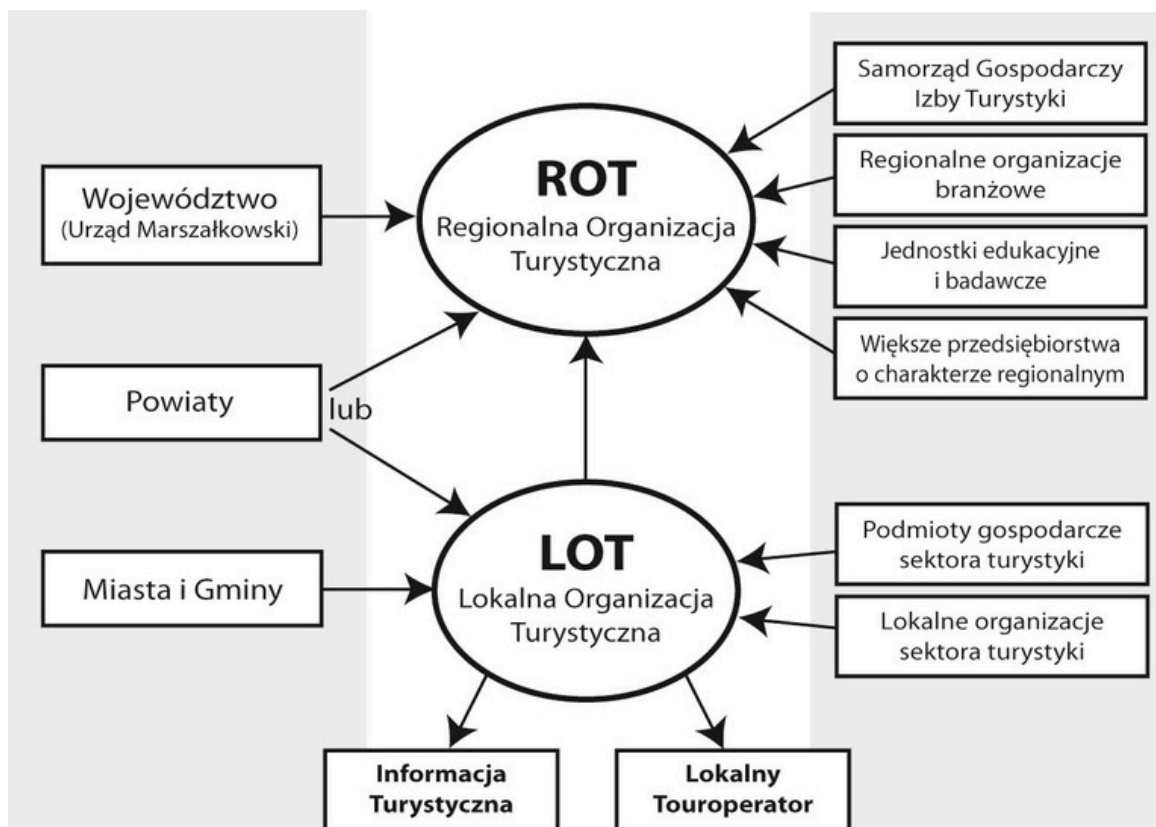 Samorząd Gospodarczy
Izby Turystyki
ROT
Regionalna Organizacja
Turystyczna
Województwo
(Urząd Marszałkowski)
Regionalne organizacje
branżowe
Jednostki edukacyjne
i badawcze
Większe przedsiębiorstwa
o charakterze regionalnym
Powiaty
lub
LOT
Lokalna Organizacja
Turystyczna
Miasta i Gminy
Podmioty gospodarcze
sektora turystyki
Lokalne organizacje
sektora turystyki
Informacja
Turystyczna
Lokalny
Touroperator